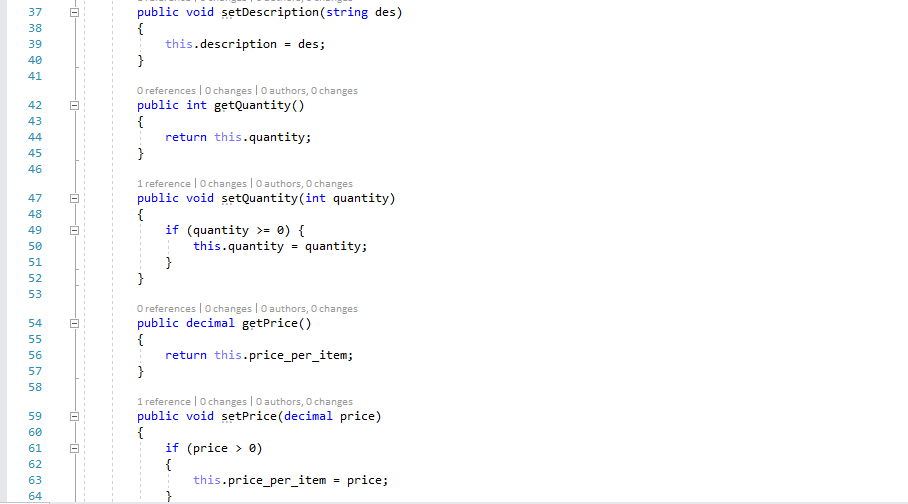 37 public void setDescription(string des)
38 {
39 this.description = des;
40 }
41
0 references | 0 changes | 0 authors, 0 changes
42 public int getQuantity()
43 {
44 return this.quantity;
45 }
46
1 reference | 0 changes | 0 authors, 0 changes
47 public void setQuantity(int quantity)
48 {
49 if (quantity >= 0) {
50 this.quantity = quantity;
51 }
52 }
53
0 references | 0 changes | 0 authors, 0 changes
54 public decimal getPrice()
55 {
56 return this.price_per_item;
57 }
58
1 reference | 0 changes | 0 authors, 0 changes
59 public void setPrice(decimal price)
60 {
61 if (price > 0)
62 {
63 this.price_per_item = price;
64 }